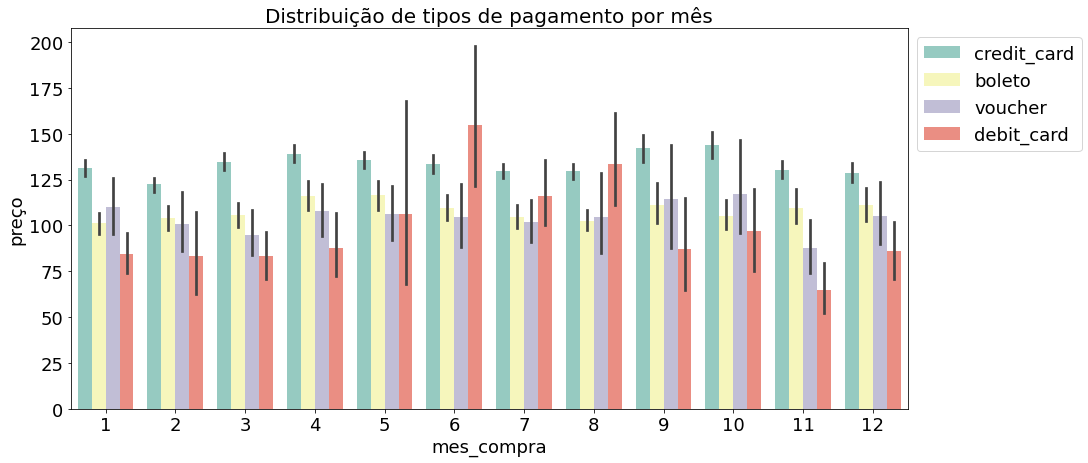 Distribuição de tipos de pagamento por mês
200
175
150
125
100
75
50
25
0
preço
1 2 3 4 5 6 7 8 9 10 11 12
mes_compra
credit_card
boleto
voucher
debit_card